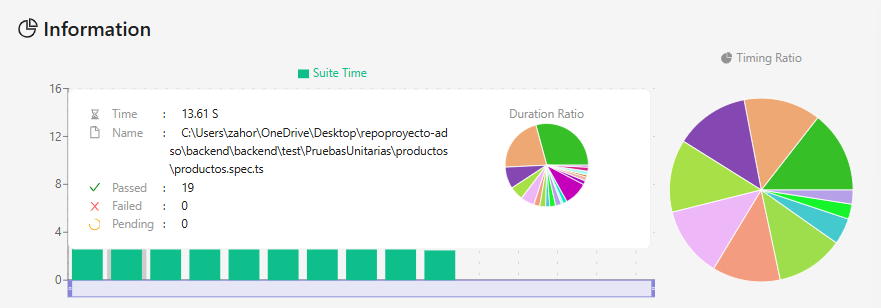 Information
Suite Time
Timing Ratio
16
12
8
4
0
Time : 13.61 S
Name : C:\Users\zahor\OneDrive\Desktop\repoproyecto-ad
so\backend\backend\test\PruebasUnitarias\productos
\productos.spec.ts
Passed : 19
Failed : 0
Pending : 0
Duration Ratio